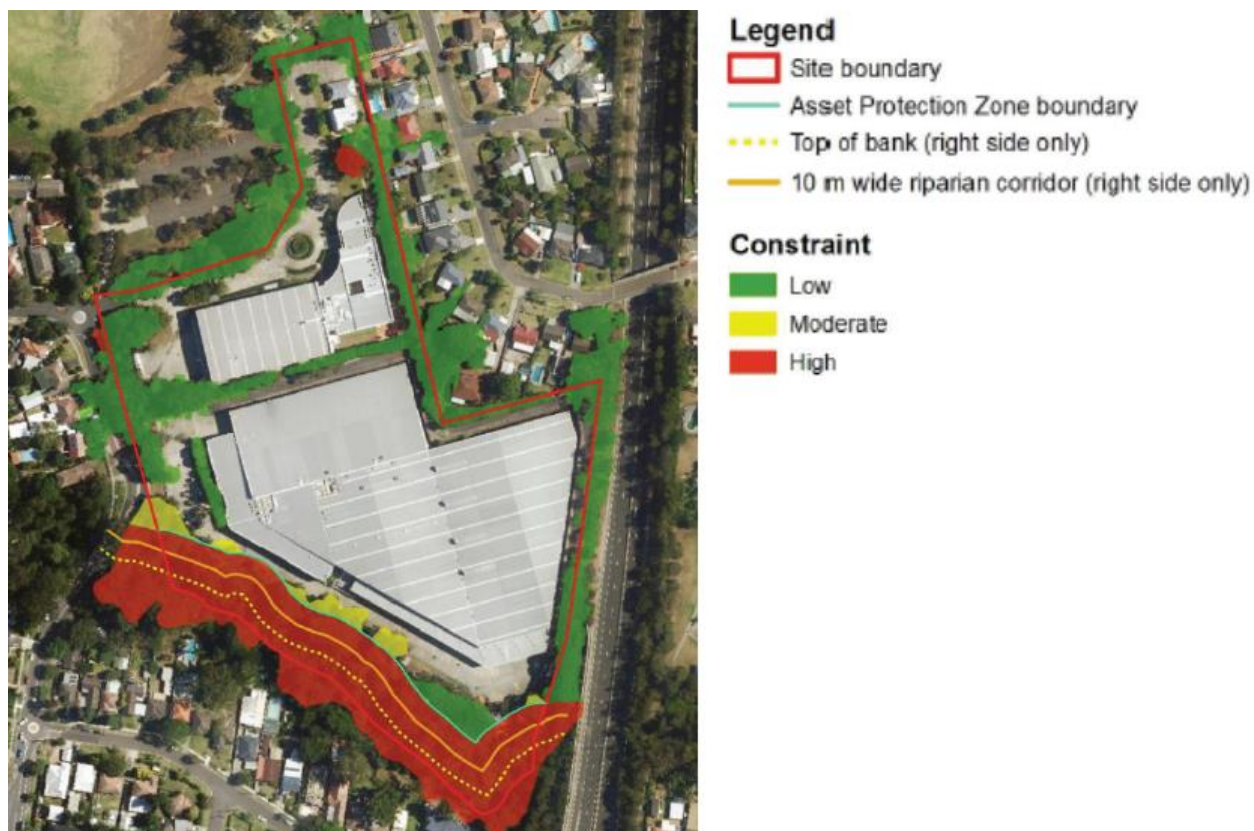 Legend
Site boundary
Asset Protection Zone boundary
Top of bank (right side only)
10 m wide riparian corridor (right side only)
Constraint
Low
Moderate
High